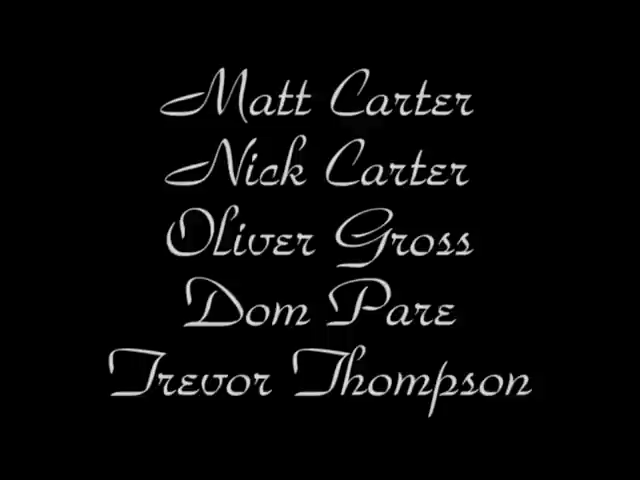 Matt Carter
Nick Carter
Oliver Gross
Dom Pare
Trevor Thompson